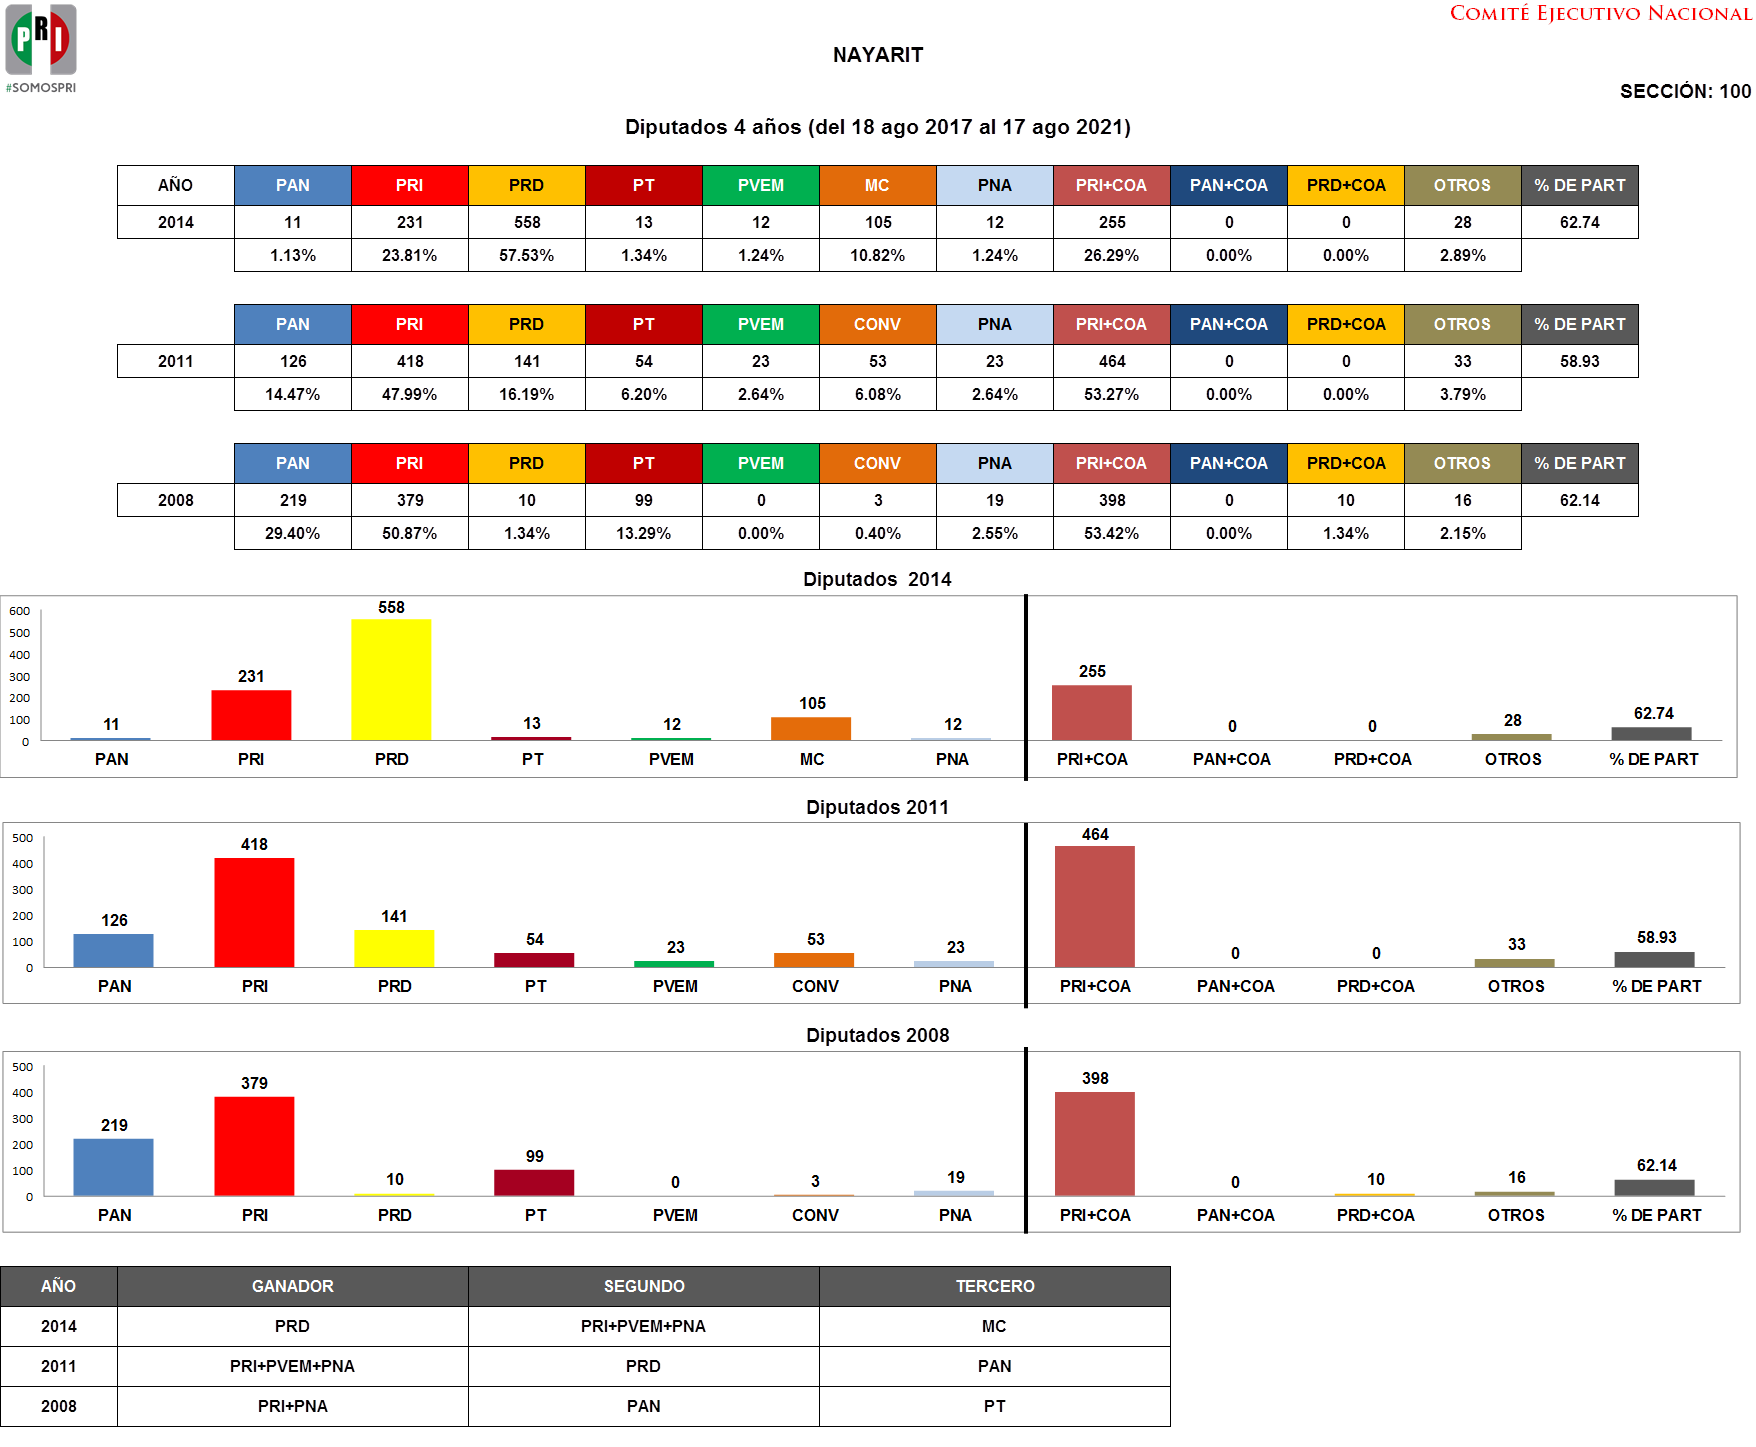 PRI
#SOMOSPRI
COMITÉ EJECUTIVO NACIONAL
NAYARIT
SECCIÓN: 100
Diputados 4 años (del 18 ago 2017 al 17 ago 2021)
AÑO PAN PRI PRD PT PVEM MC PNA PRI+COA PAN+COA PRD+COA OTROS % DE PART
2014 11 231 558 13 12 105 12 255 0 0 28 62.74
1.13% 23.81% 57.53% 1.34% 1.24% 10.82% 1.24% 26.29% 0.00% 0.00% 2.89%
PAN PRI PRD PT PVEM CONV PNA PRI+COA PAN+COA PRD+COA OTROS % DE PART
2011 126 418 141 54 23 53 23 464 0 0 33 58.93
14.47% 47.99% 16.19% 6.20% 2.64% 6.08% 2.64% 53.27% 0.00% 0.00% 3.79%
PAN PRI PRD PT PVEM CONV PNA PRI+COA PAN+COA PRD+COA OTROS % DE PART
2008 219 379 10 99 0 3 19 398 0 10 16 62.14
29.40% 50.87% 1.34% 13.29% 0.00% 0.40% 2.55% 53.42% 0.00% 1.34% 2.15%
Diputados  2014
600
500
400
300
200
100
0
11 231 558 13 12 105 12 255 0 0 28 62.74
PAN PRI PRD PT PVEM MC PNA PRI+COA PAN+COA PRD+COA OTROS % DE PART
Diputados 2011
500
400
300
200
100
0
126 418 141 54 23 53 23 464 0 0 33 58.93
PAN PRI PRD PT PVEM CONV PNA PRI+COA PAN+COA PRD+COA OTROS % DE PART
Diputados 2008
500
400
300
200
100
0
219 379 10 99 0 3 19 398 0 10 16 62.14
PAN PRI PRD PT PVEM CONV PNA PRI+COA PAN+COA PRD+COA OTROS % DE PART
AÑO GANADOR SEGUNDO TERCERO
2014 PRD PRI+PVEM+PNA MC
2011 PRI+PVEM+PNA PRD PAN
2008 PRI+PNA PAN PT